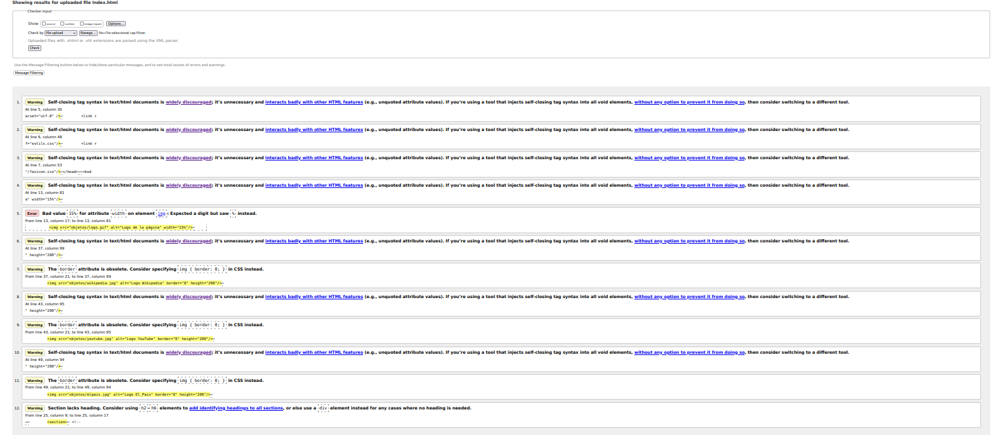 Showing results for uploaded file Index.html
Checker Input
Show source outline image report Options...
Check by File upload Navega... No s'ha seleccionat cap fitxer.
Uploaded files with .xhtml or .xht extensions are parsed using the XML parser.
Check
Use the Message Filtering button below to hide/show particular messages, and to see total counts of errors and warnings.
Message Filtering
1. Warning Self-closing tag syntax in text/html documents is widely discouraged; it's unnecessary and interacts badly with other HTML features (e.g., unquoted attribute values). If you're using a tool that injects self-closing tag syntax into all void elements, without any option to prevent it from doing so, then consider switching to a different tool.
At line 5, column 30
arset="utf-8" />↩ <link r
2. Warning Self-closing tag syntax in text/html documents is widely discouraged; it's unnecessary and interacts badly with other HTML features (e.g., unquoted attribute values). If you're using a tool that injects self-closing tag syntax into all void elements, without any option to prevent it from doing so, then consider switching to a different tool.
At line 6, column 48
f="estils.css"/>↩ <link r
3. Warning Self-closing tag syntax in text/html documents is widely discouraged; it's unnecessary and interacts badly with other HTML features (e.g., unquoted attribute values). If you're using a tool that injects self-closing tag syntax into all void elements, without any option to prevent it from doing so, then consider switching to a different tool.
At line 7, column 53
"/favicon.ico"/>↩</head>↩↩<bod
4. Warning Self-closing tag syntax in text/html documents is widely discouraged; it's unnecessary and interacts badly with other HTML features (e.g., unquoted attribute values). If you're using a tool that injects self-closing tag syntax into all void elements, without any option to prevent it from doing so, then consider switching to a different tool.
At line 13, column 81
a" width="15%"/>↩
5. Error Bad value 15% for attribute width on element img: Expected a digit but saw % instead.
From line 13, column 17; to line 13, column 81
<img src="objetos/logo.gif" alt="Logo de la página" width="15%"/>↩
6. Warning Self-closing tag syntax in text/html documents is widely discouraged; it's unnecessary and interacts badly with other HTML features (e.g., unquoted attribute values). If you're using a tool that injects self-closing tag syntax into all void elements, without any option to prevent it from doing so, then consider switching to a different tool.
At line 37, column 99
" height="200"/>↩
7. Warning The border attribute is obsolete. Consider specifying img { border: 0; } in CSS instead.
From line 37, column 21; to line 37, column 99
<img src="objetos/wikipedia.jpg" alt="Logo Wikipedia" border="0" height="200"/>↩
8. Warning Self-closing tag syntax in text/html documents is widely discouraged; it's unnecessary and interacts badly with other HTML features (e.g., unquoted attribute values). If you're using a tool that injects self-closing tag syntax into all void elements, without any option to prevent it from doing so, then consider switching to a different tool.
At line 43, column 95
" height="200"/>↩
9. Warning The border attribute is obsolete. Consider specifying img { border: 0; } in CSS instead.
From line 43, column 21; to line 43, column 95
<img src="objetos/youtube.jpg" alt="Logo YouTube" border="0" height="200"/>↩
10. Warning Self-closing tag syntax in text/html documents is widely discouraged; it's unnecessary and interacts badly with other HTML features (e.g., unquoted attribute values). If you're using a tool that injects self-closing tag syntax into all void elements, without any option to prevent it from doing so, then consider switching to a different tool.
At line 49, column 94
" height="200"/>↩
11. Warning The border attribute is obsolete. Consider specifying img { border: 0; } in CSS instead.
From line 49, column 21; to line 49, column 94
<img src="objetos/elpais.jpg" alt="Logo El_Pais" border="0" height="200"/>↩
12. Warning Section lacks heading. Consider using h2-h6 elements to add identifying headings to all sections, or else use a div element instead for any cases where no heading is needed.
From line 25, column 9; to line 25, column 17
↩↩ <section>↩ <!--